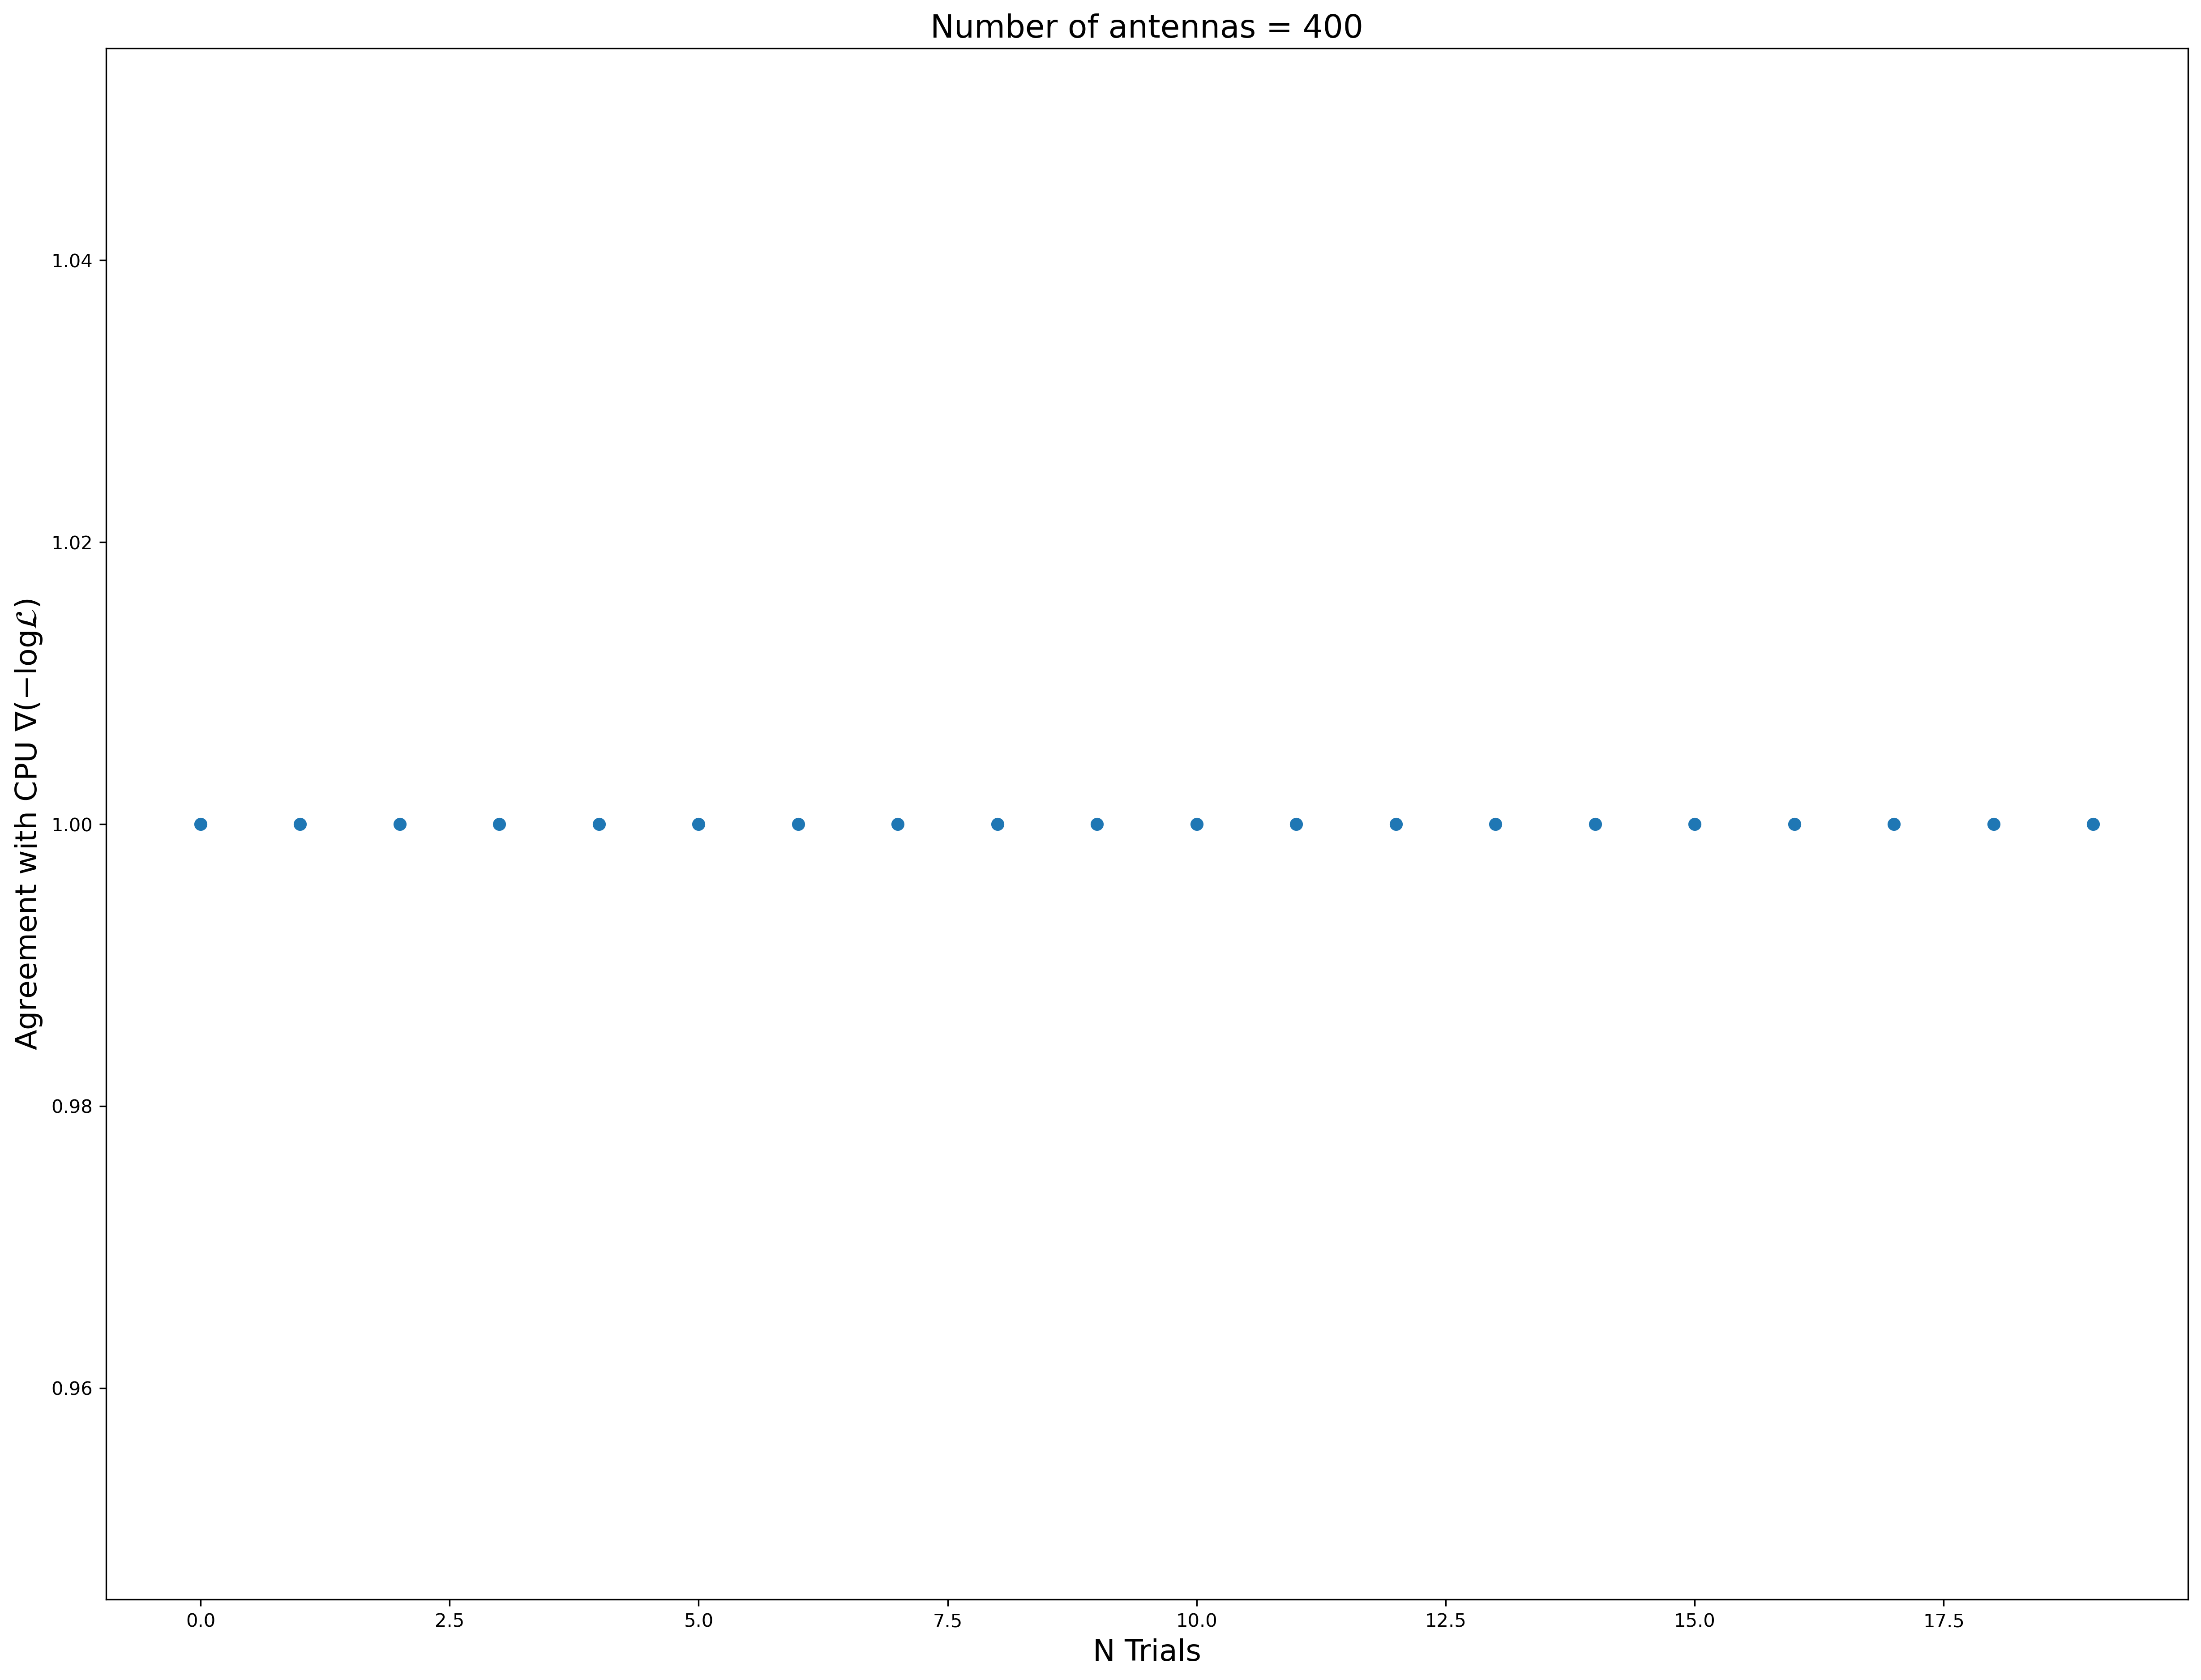 Number of antennas = 400
Agreement with CPU ∇(−logℒ)
1.04
1.02
1.00
0.98
0.96
0.0 2.5 5.0 7.5 10.0 12.5 15.0 17.5
N Trials